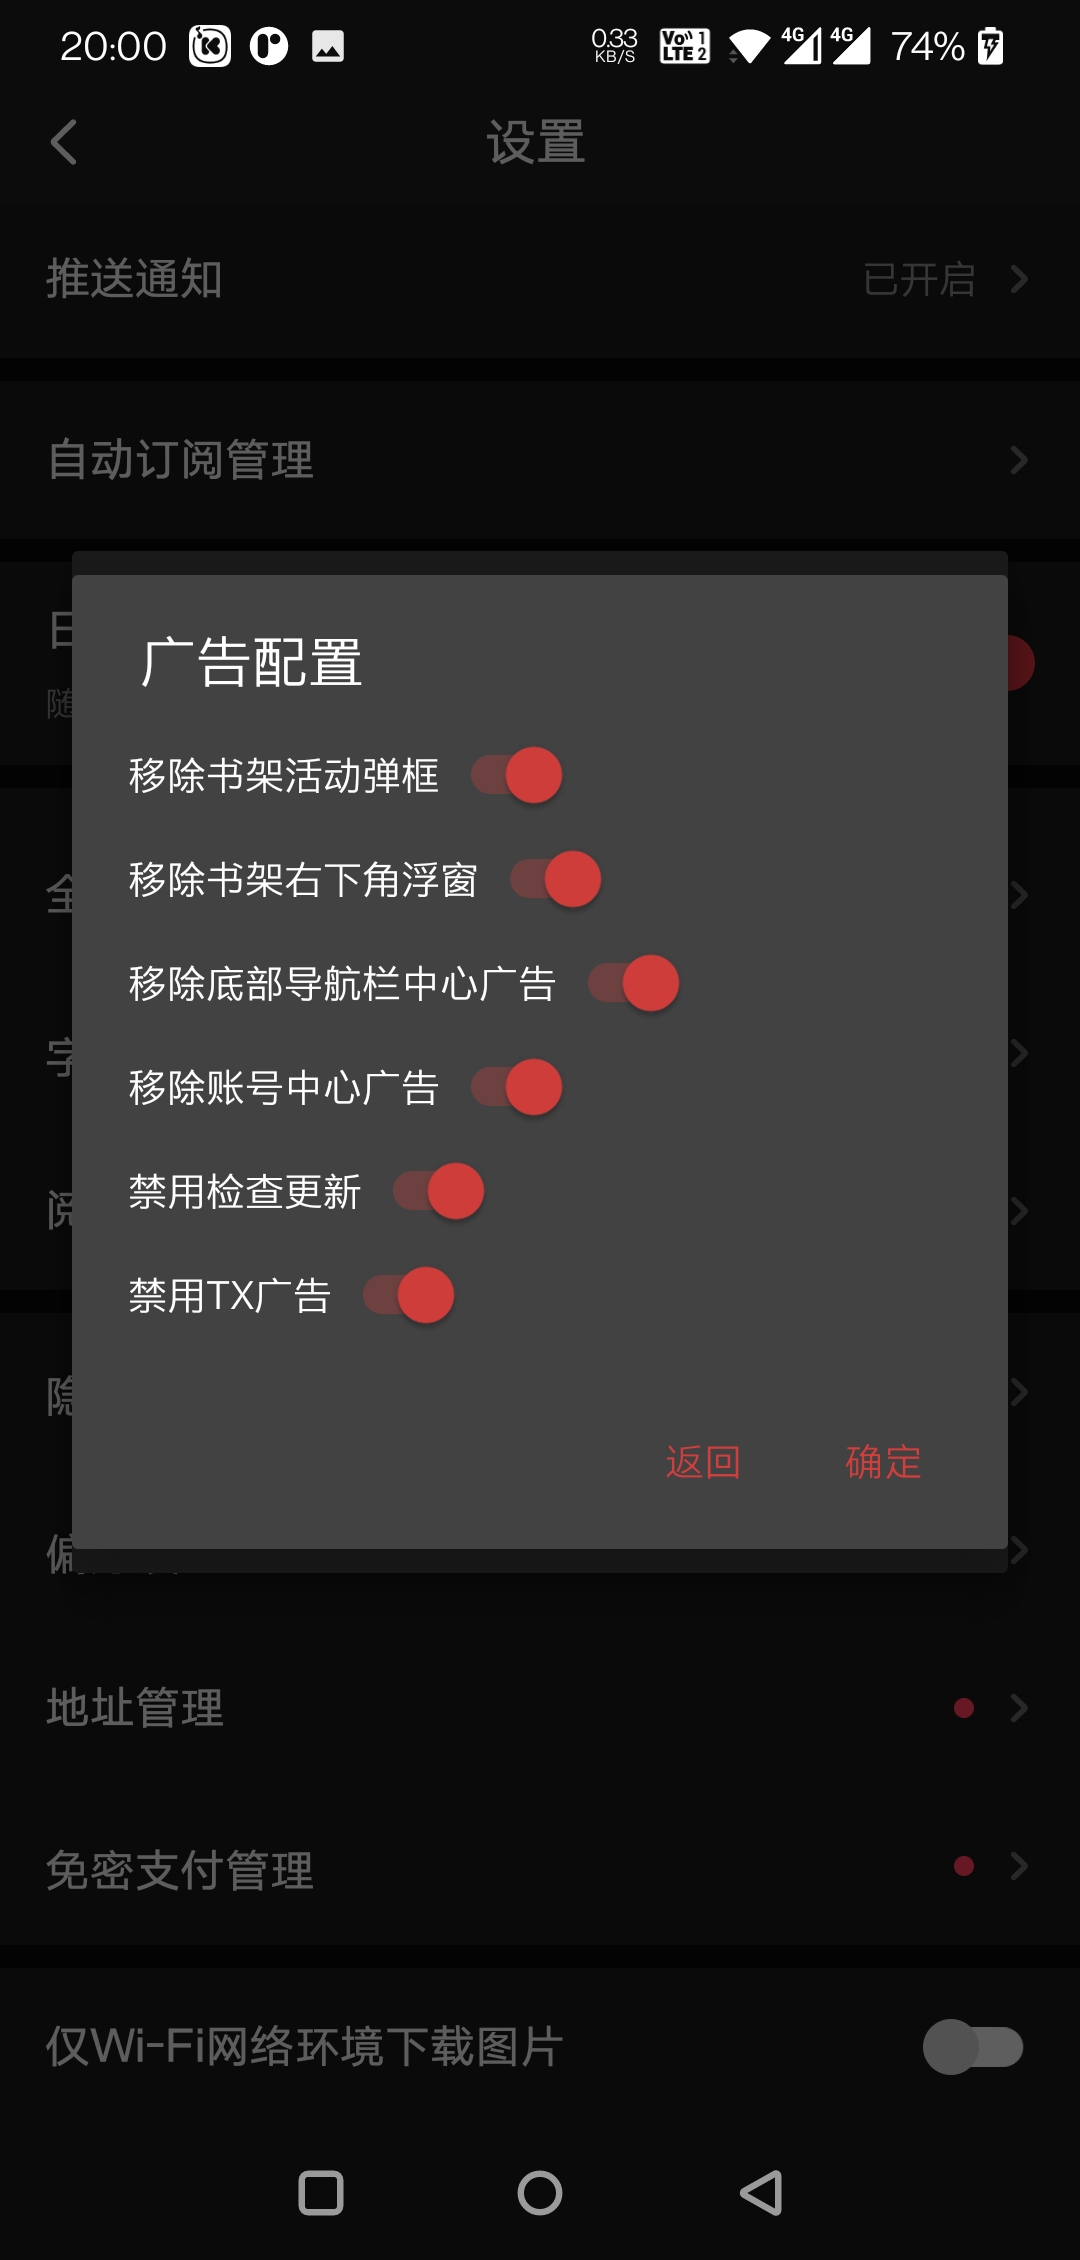 20:00
0.33 KB/S
Vo LTE 1 2
4G
4G
74%
设置
推送通知
已开启
自动订阅管理
日
随
广告配置
移除书架活动弹框
移除书架右下角浮窗
全
移除底部导航栏中心广告
字
移除账号中心广告
禁用检查更新
阅
禁用TX广告
隐
返回
确定
偏
地址管理
免密支付管理
仅Wi-Fi网络环境下载图片